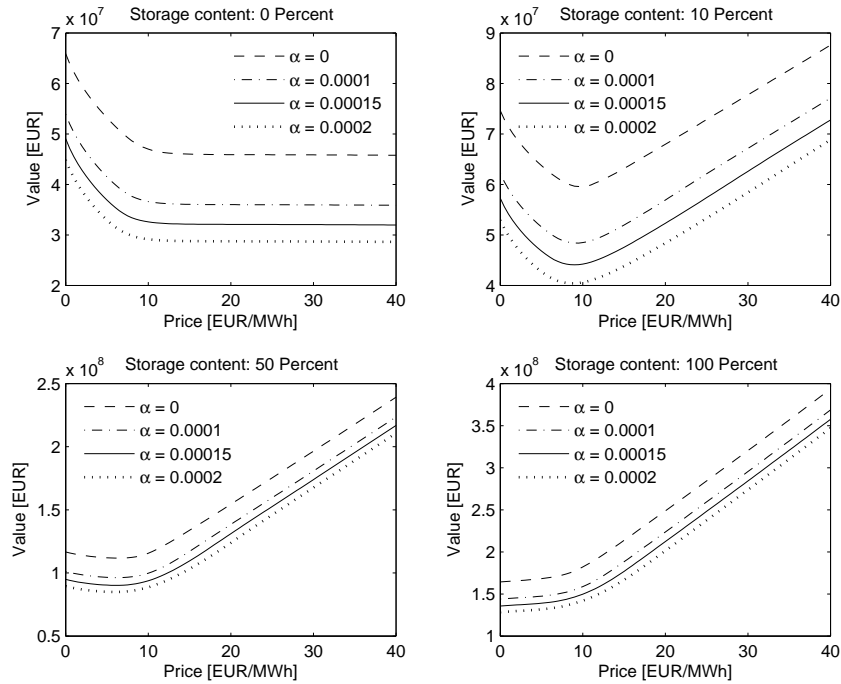 Storage content: 0 Percent
x 10^7
Value [EUR]
7
6
5
4
3
2
α = 0
α = 0.0001
α = 0.00015
α = 0.0002
0 10 20 30 40
Price [EUR/MWh]
Storage content: 10 Percent
x 10^7
Value [EUR]
9
8
7
6
5
4
α = 0
α = 0.0001
α = 0.00015
α = 0.0002
0 10 20 30 40
Price [EUR/MWh]
Storage content: 50 Percent
x 10^8
Value [EUR]
2.5
2
1.5
1
0.5
α = 0
α = 0.0001
α = 0.00015
α = 0.0002
0 10 20 30 40
Price [EUR/MWh]
Storage content: 100 Percent
x 10^8
Value [EUR]
4
3.5
3
2.5
2
1.5
1
α = 0
α = 0.0001
α = 0.00015
α = 0.0002
0 10 20 30 40
Price [EUR/MWh]